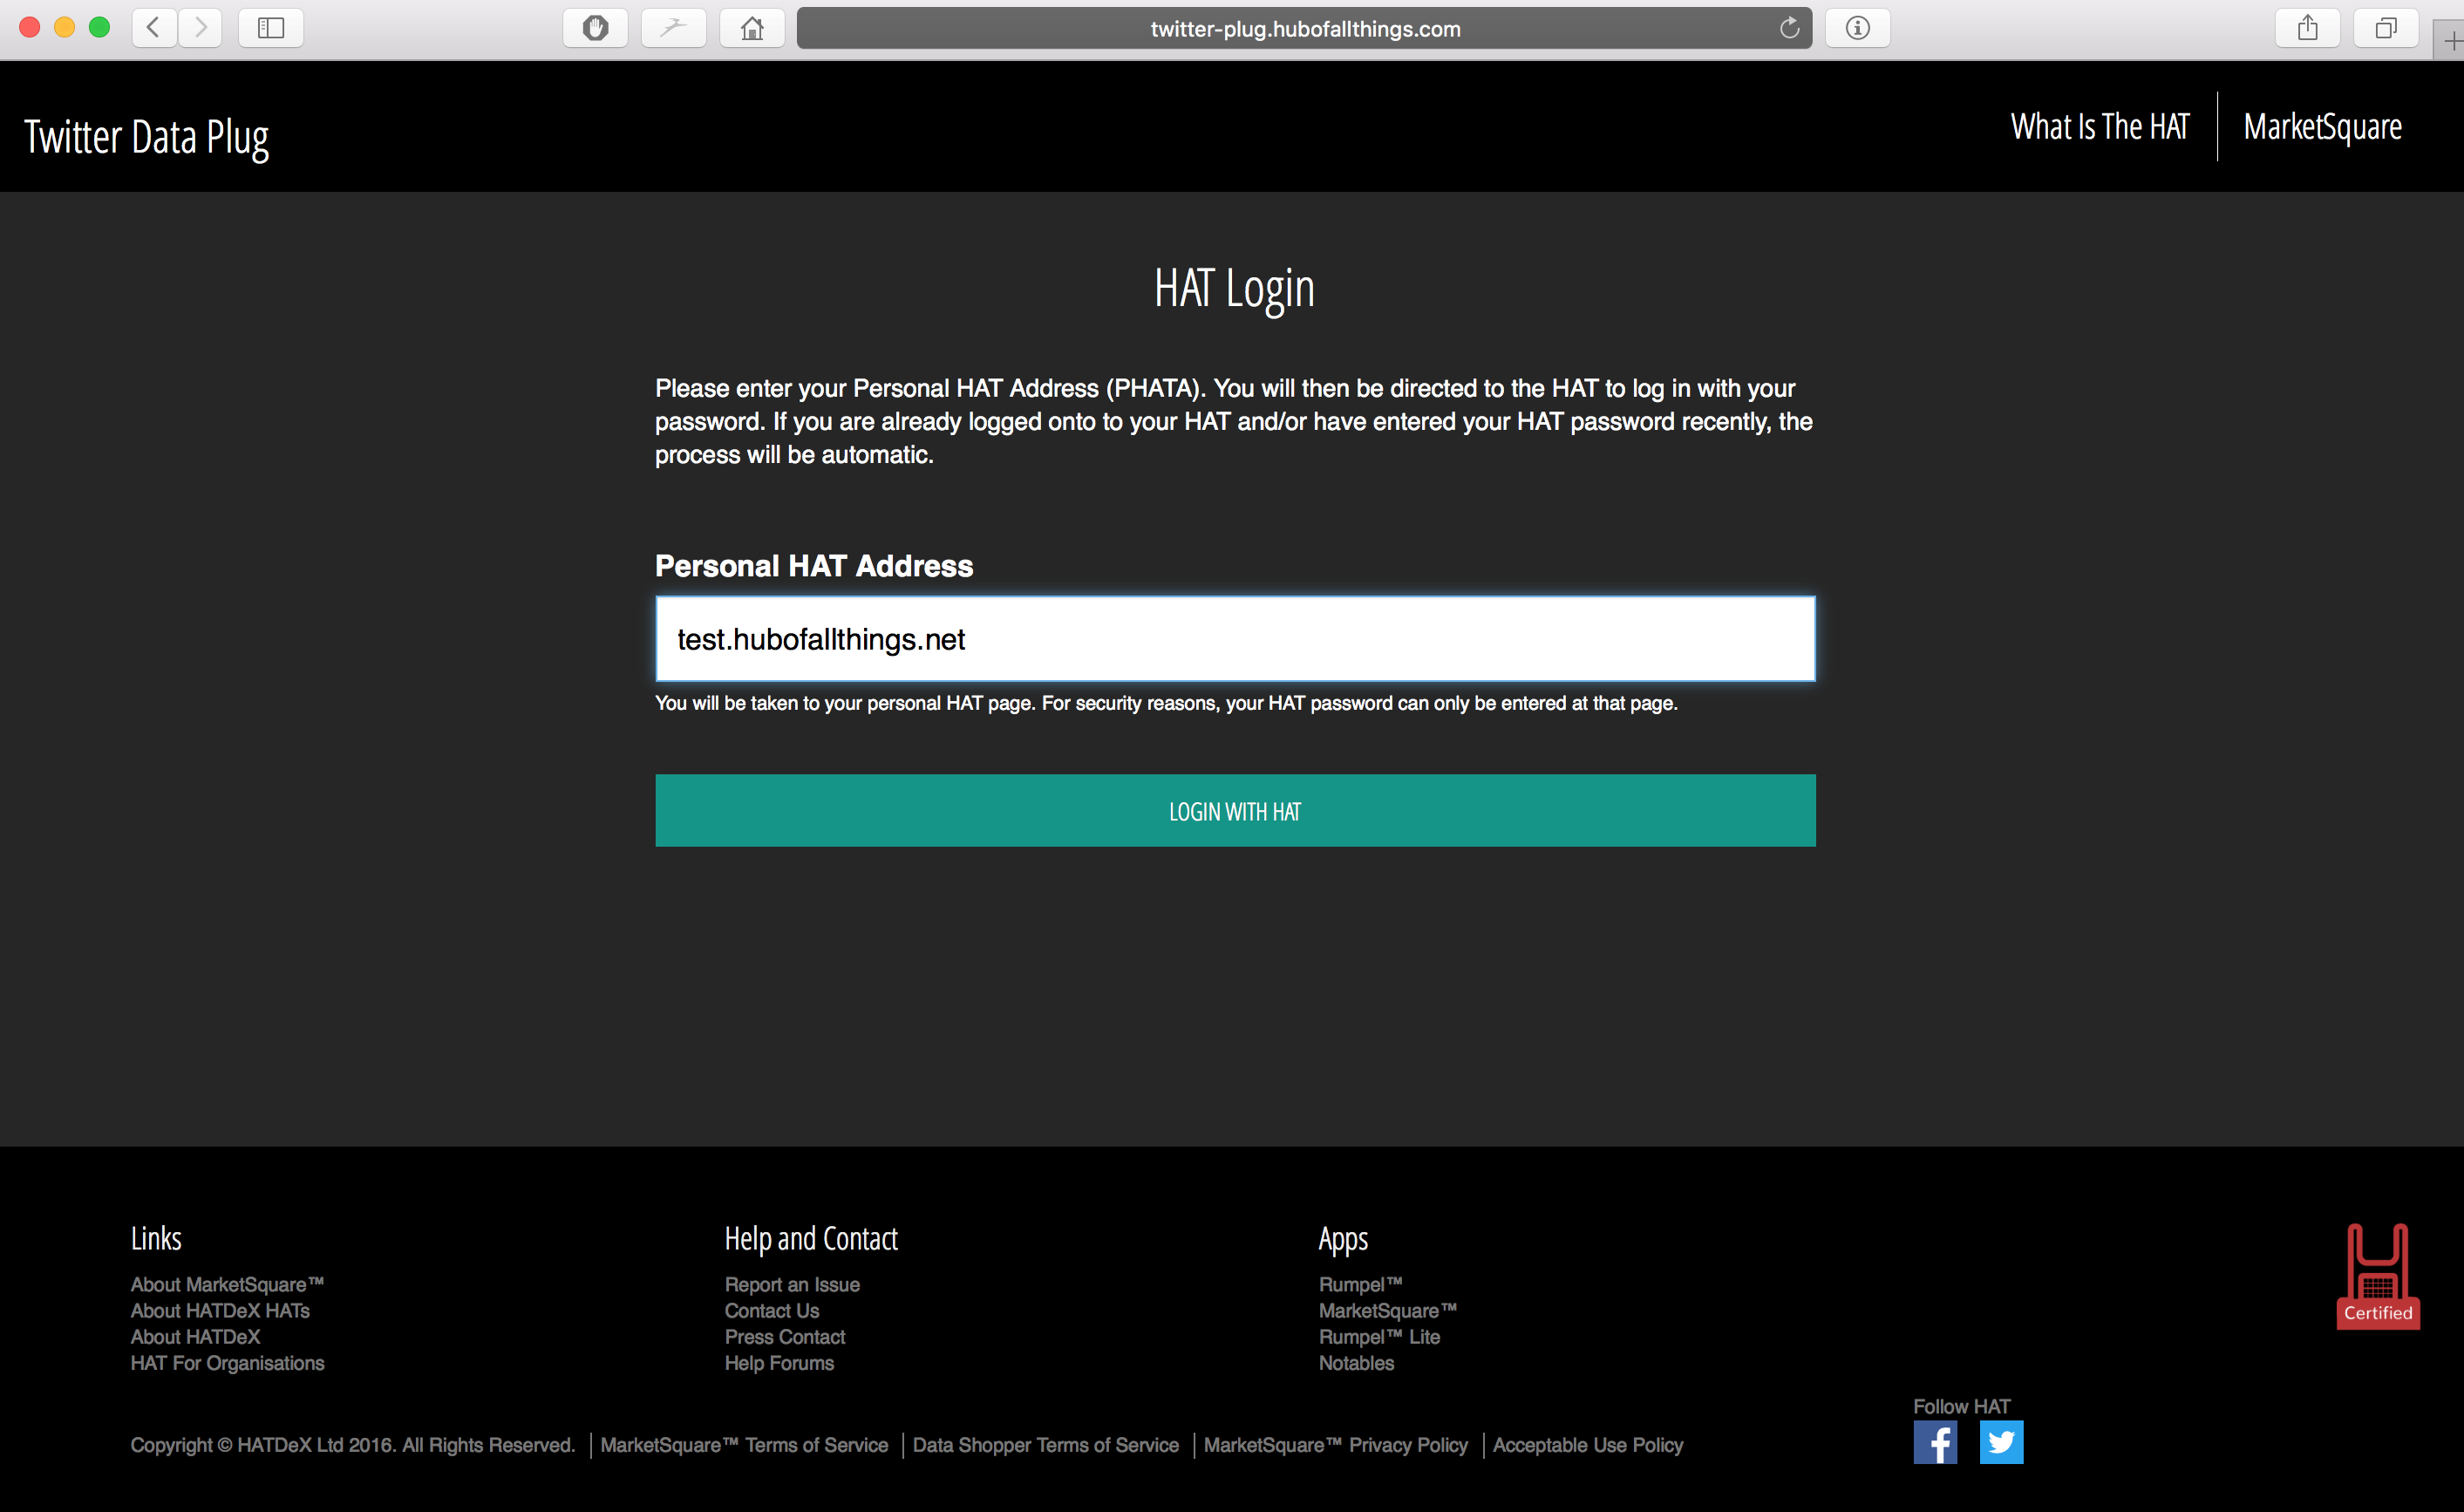 twitter-plug.hubofallthings.com
Twitter Data Plug
What Is The HAT
MarketSquare
HAT Login
Please enter your Personal HAT Address (PHATA). You will then be directed to the HAT to log in with your
password. If you are already logged onto to your HAT and/or have entered your HAT password recently, the
process will be automatic.
Personal HAT Address
test.hubofallthings.net
You will be taken to your personal HAT page. For security reasons, your HAT password can only be entered at that page.
LOGIN WITH HAT
Links
About MarketSquare™
About HATDeX HATs
About HATDeX
HAT For Organisations
Help and Contact
Report an Issue
Contact Us
Press Contact
Help Forums
Apps
Rumpel™
MarketSquare™
Rumpel™ Lite
Notables
Certified
Follow HAT
Copyright © HATDeX Ltd 2016. All Rights Reserved. | MarketSquare™ Terms of Service | Data Shopper Terms of Service | MarketSquare™ Privacy Policy | Acceptable Use Policy